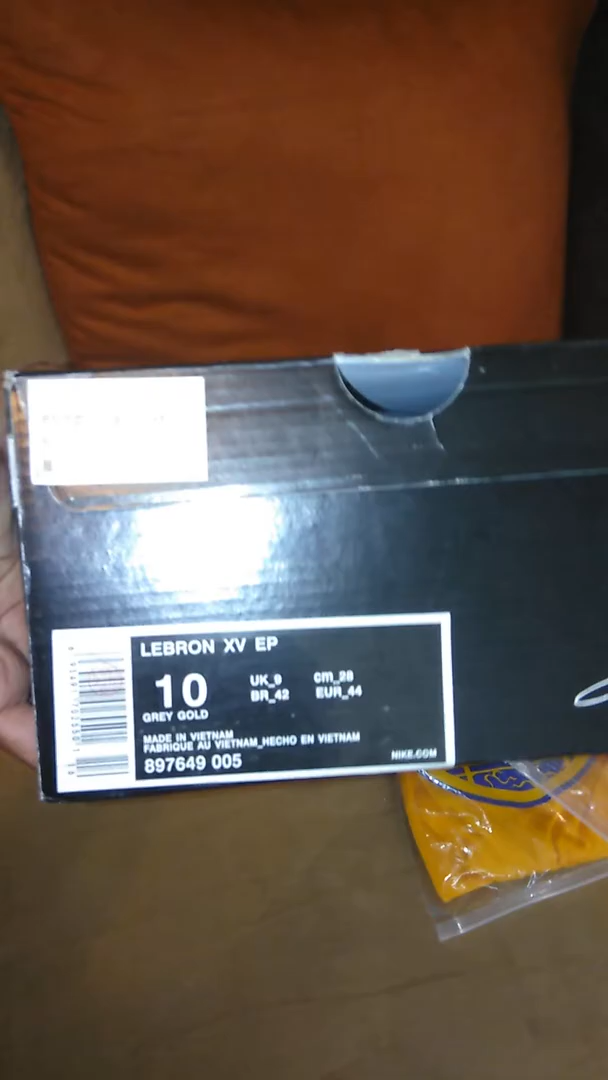 LEBRON XV EP
10
UK_9 cm_28
BR_42 EUR_44
GREY GOLD
MADE IN VIETNAM
FABRIQUE AU VIETNAM_HECHO EN VIETNAM
897649 005
NIKE.COM